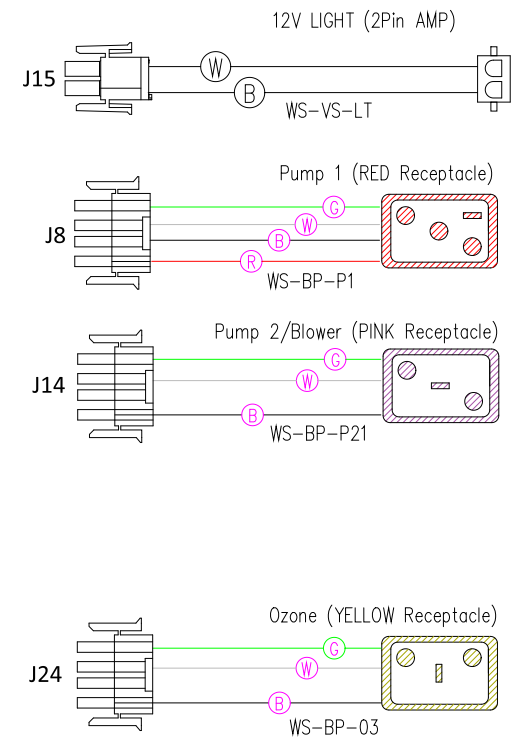 12V LIGHT (2Pin AMP)
J15
W
B
WS-VS-LT
Pump 1 (RED Receptacle)
J8
G
W
B
R
WS-BP-P1
Pump 2/Blower (PINK Receptacle)
J14
G
W
B
WS-BP-P21
Ozone (YELLOW Receptacle)
J24
G
W
B
WS-BP-03